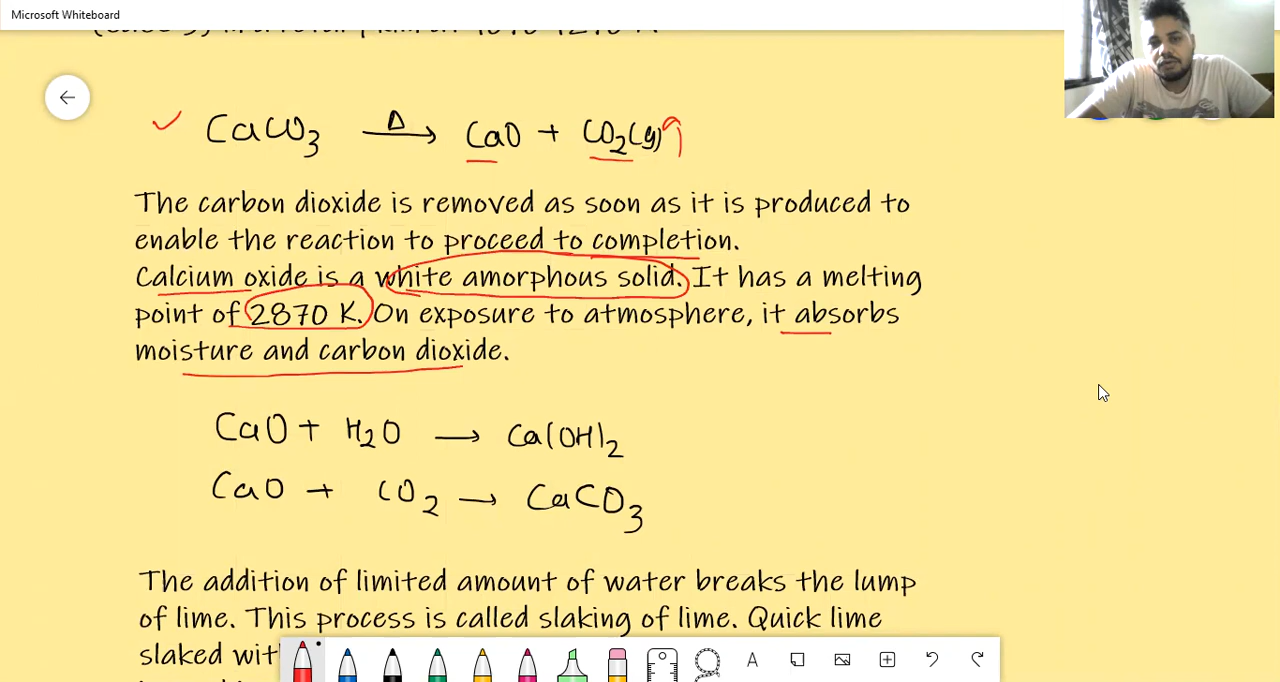 Microsoft Whiteboard
CaCO3 Δ→ CaO + CO2(g)↑
The carbon dioxide is removed as soon as it is produced to
enable the reaction to proceed to completion.
Calcium oxide is a white amorphous solid. It has a melting
point of 2870 K. On exposure to atmosphere, it absorbs
moisture and carbon dioxide.
CaO + H2O → Ca(OH)2
CaO + CO2 → CaCO3
The addition of limited amount of water breaks the lump
of lime. This process is called slaking of lime. Quick lime
slaked wit